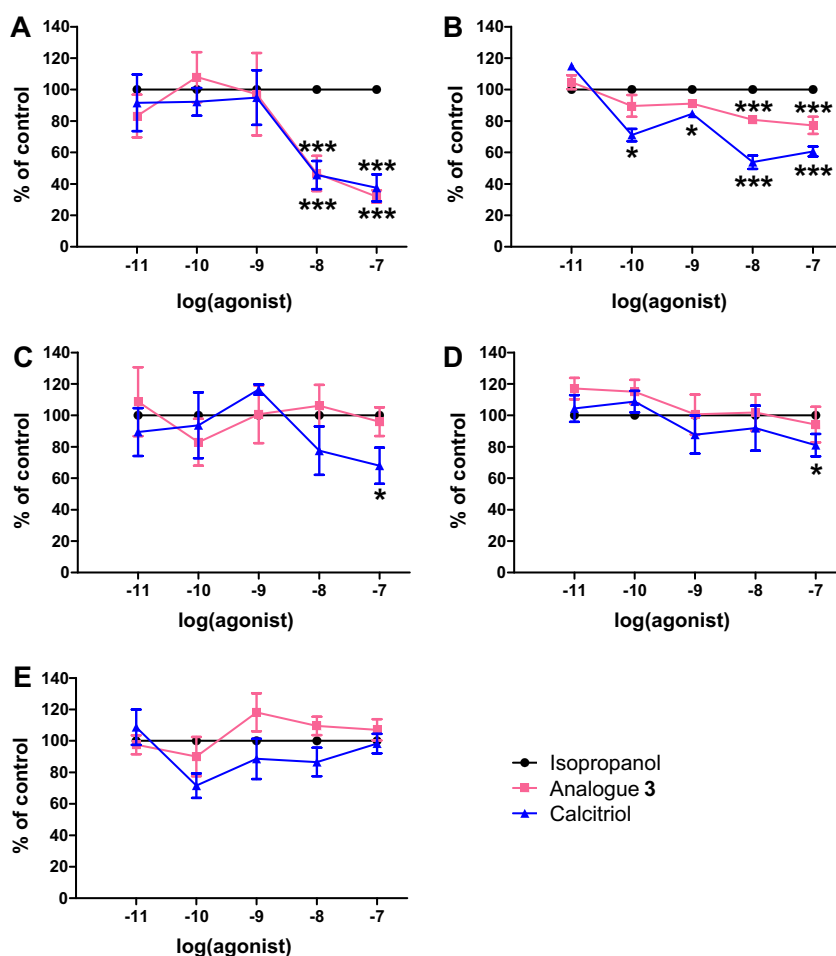 A
% of control
140
120
100
80
60
40
20
0
***
***
***
***
-11 -10 -9 -8 -7
log(agonist)
B
% of control
140
120
100
80
60
40
20
0
*** ***
* *
*** ***
-11 -10 -9 -8 -7
log(agonist)
C
% of control
140
120
100
80
60
40
20
0
*
-11 -10 -9 -8 -7
log(agonist)
D
% of control
140
120
100
80
60
40
20
0
*
-11 -10 -9 -8 -7
log(agonist)
E
% of control
140
120
100
80
60
40
20
0
-11 -10 -9 -8 -7
log(agonist)
Isopropanol
Analogue 3
Calcitriol